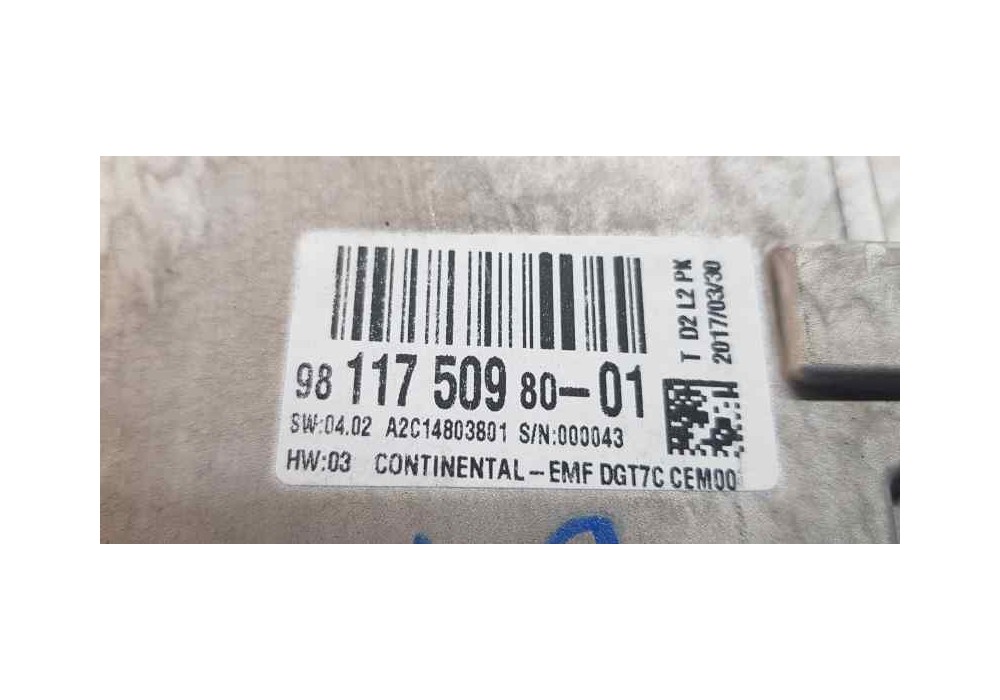 98 117 509 80-01
SW:04.02 A2C14803801 S/N:000043
HW:03 CONTINENTAL-EMF DGT7C CEM00
T D2 L2 PK
2017/03/30